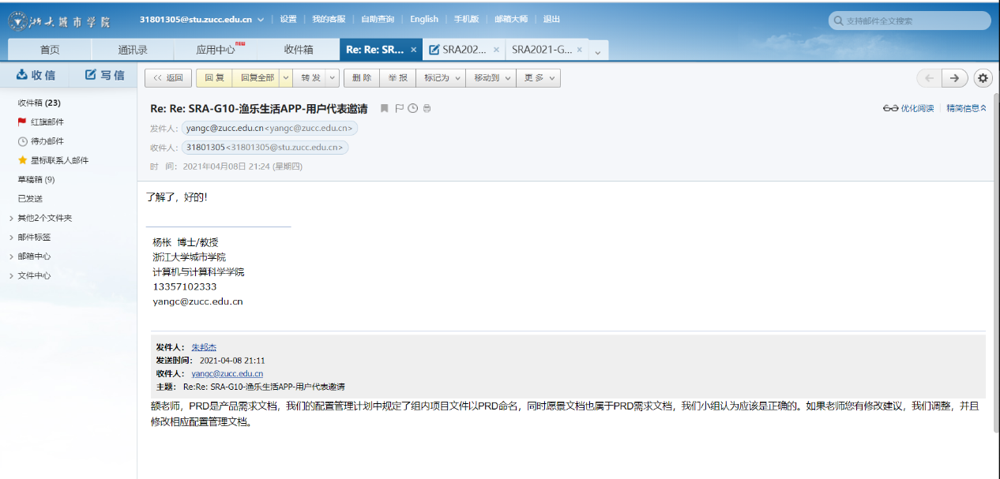 浙大城市学院
31801305@stu.zucc.edu.cn 设置 我的客服 自助查询 English 手机版 邮箱大师 退出
支持邮件全文搜索
首页 通讯录 应用中心 NEW 收件箱 Re: Re: SR... × SRA202... × SRA2021-G... ×
收信 写信
<< 返回 回复 回复全部 转发 删除 举报 标记为 移动到 更多
收件箱 (23)
红旗邮件
待办邮件
星标联系人邮件
草稿箱 (9)
已发送
其他2个文件夹
邮件标签
邮箱中心
文件中心
Re: Re: SRA-G10-渔乐生活APP-用户代表邀请
优化阅读 精简信息
发件人: yangc@zucc.edu.cn<yangc@zucc.edu.cn>
收件人: 31801305<31801305@stu.zucc.edu.cn>
时 间: 2021年04月08日 21:24 (星期四)
了解了，好的！
杨枨 博士/教授
浙江大学城市学院
计算机与计算科学学院
13357102333
yangc@zucc.edu.cn
发件人： 朱邦杰
发送时间： 2021-04-08 21:11
收件人： yangc@zucc.edu.cn
主题： Re:Re: SRA-G10-渔乐生活APP-用户代表邀请
额老师，PRD是产品需求文档，我们的配置管理计划中规定了组内项目文件以PRD命名，同时愿景文档也属于PRD需求文档，我们小组认为应该是正确的。如果老师您有修改建议，我们调整，并且
修改相应配置管理文档。